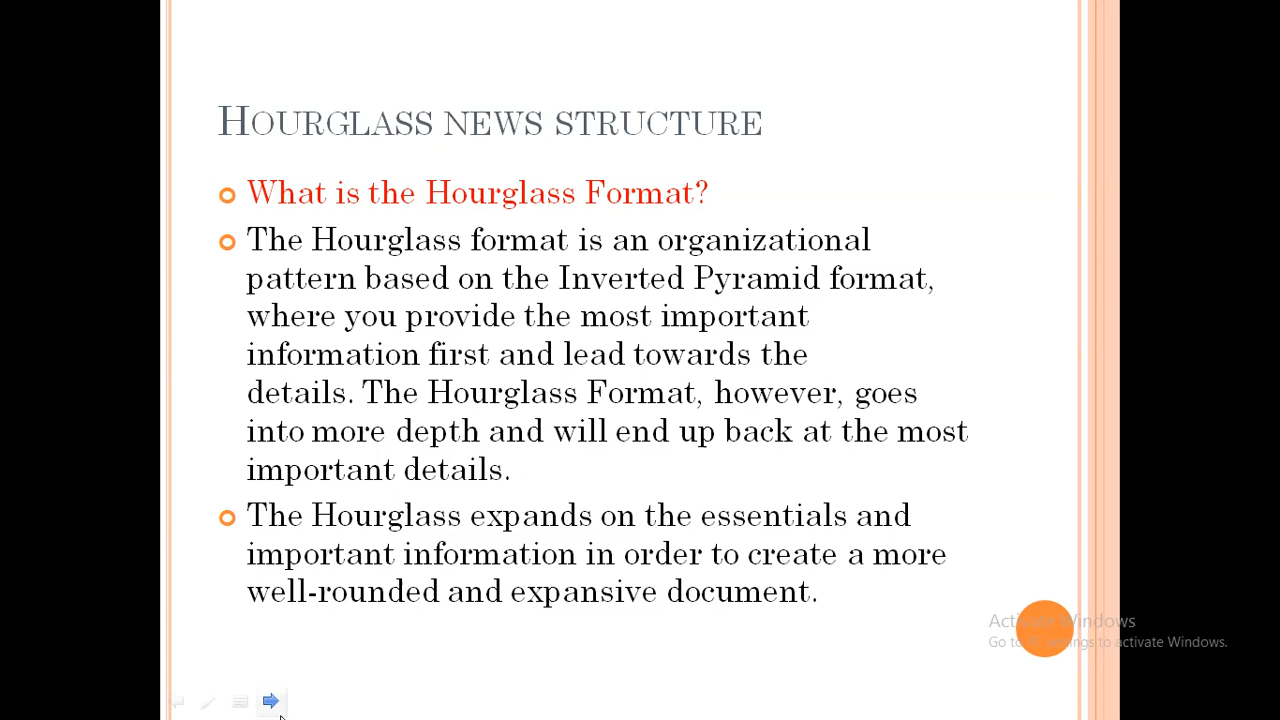 HOURGLASS NEWS STRUCTURE
What is the Hourglass Format?
The Hourglass format is an organizational
pattern based on the Inverted Pyramid format,
where you provide the most important
information first and lead towards the
details. The Hourglass Format, however, goes
into more depth and will end up back at the most
important details.
The Hourglass expands on the essentials and
important information in order to create a more
well-rounded and expansive document.
Activate Windows
Go to PC settings to activate Windows.